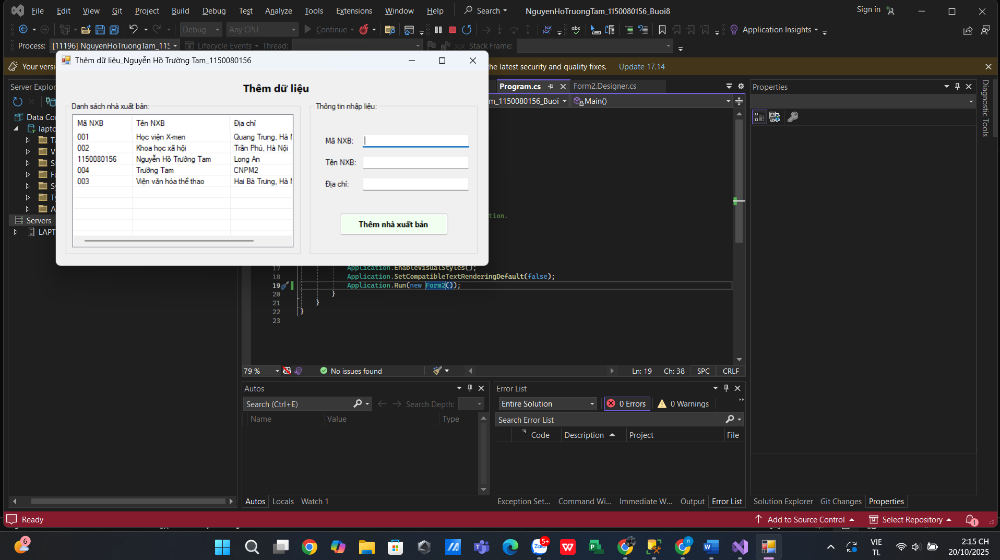 File Edit View Git Project Build Debug Test Analyze Tools Extensions Window Help Search NguyenHoTruongTam_1150080156_Buoi8 Sign in
Debug Any CPU Continue Application Insights
Process: [11196] NguyenHoTruongTam_115 Lifecycle Events Thread: Stack Frame:
Thêm dữ liệu_Nguyễn Hồ Trường Tam_1150080156
Your versi
he latest security and quality fixes. Update 17.14
Server Explor
Thêm dữ liệu
Danh sách nhà xuất bản:
Mã NXB Tên NXB Địa chỉ
001 Học viện X-men Quang Trung, Hà N
002 Khoa học xã hội Trần Phú, Hà Nội
1150080156 Nguyễn Hồ Trường Tam Long An
004 Trường Tam CNPM2
003 Viện văn hóa thể thao Hai Bà Trưng, Hà N
Thông tin nhập liệu:
Mã NXB:
Tên NXB:
Địa chỉ:
Thêm nhà xuất bản
Data Co
laptc
Servers
LAPT
Program.cs Form2.Designer.cs
m_1150080156_Buoi Main()
tion.
17 Application.EnableVisualStyles();
18 Application.SetCompatibleTextRenderingDefault(false);
19 Application.Run(new Form2());
20 }
21 }
22 }
23
79 % No issues found Ln: 19 Ch: 38 SPC CRLF
Properties
Diagnostic Tools
Autos
Search (Ctrl+E) Search Depth:
Name Value Type
Autos Locals Watch 1
Error List
Entire Solution 0 Errors 0 Warnings
Search Error List
Code Description Project File
Exception Set... Command Wi... Immediate W... Output Error List
Solution Explorer Git Changes Properties
Ready Add to Source Control Select Repository 1
6
5+
Zalo
n
VIE
TL
2:15 CH
20/10/2025